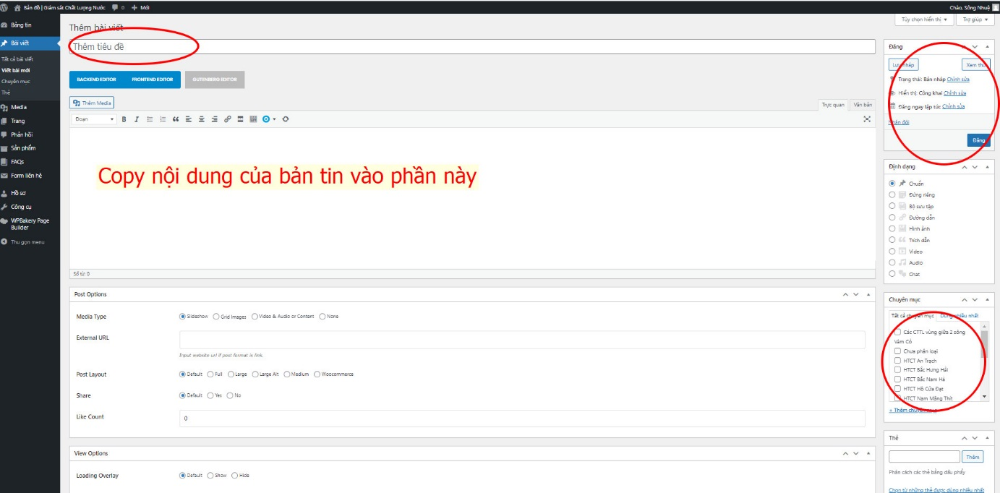 Bản đồ | Giám sát Chất Lượng Nước 0 + Mới Chào, Sông Nhuệ
Tùy chọn hiển thị ▼ Trợ giúp ▼
Bảng tin
Bài viết
Tất cả bài viết
Viết bài mới
Chuyên mục
Thẻ
Media
Trang
Phản hồi
Sản phẩm
FAQs
Form liên hệ
Hồ sơ
Công cụ
WPBakery Page
Builder
Thu gọn menu
Thêm bài viết
Thêm tiêu đề
BACKEND EDITOR FRONTEND EDITOR GUTENBERG EDITOR
Thêm Media
Trực quan Văn bản
Đoạn
B I
Copy nội dung của bản tin vào phần này
Số từ: 0
Post Options
Media Type Slideshow Grid Images Video & Audio or Content None
External URL
Input website url if post format is link.
Post Layout Default Full Large Large Alt Medium Woocommerce
Share Default Yes No
Like Count 0
View Options
Loading Overlay Default Show Hide
Đăng
Lưu nháp Xem thử
Trạng thái: Bản nháp Chỉnh sửa
Hiển thị: Công khai Chỉnh sửa
Đăng ngay lập tức Chỉnh sửa
Nhân đôi
Đăng
Định dạng
Chuẩn
Đứng riêng
Bộ sưu tập
Đường dẫn
Hình ảnh
Trích dẫn
Video
Audio
Chat
Chuyên mục
Tất cả chuyên mục Dùng nhiều nhất
Các CTTL vùng giữa 2 sông
Vàm Cỏ
Chưa phân loại
HTCT An Trạch
HTCT Bắc Hưng Hải
HTCT Bắc Nam Hà
HTCT Hồ Cửa Đạt
HTCT Nam Măng Thít
+ Thêm chuyên mục
Thẻ
Thêm
Phân cách các thẻ bằng dấu phẩy
Chọn từ những thẻ được dùng nhiều nhất